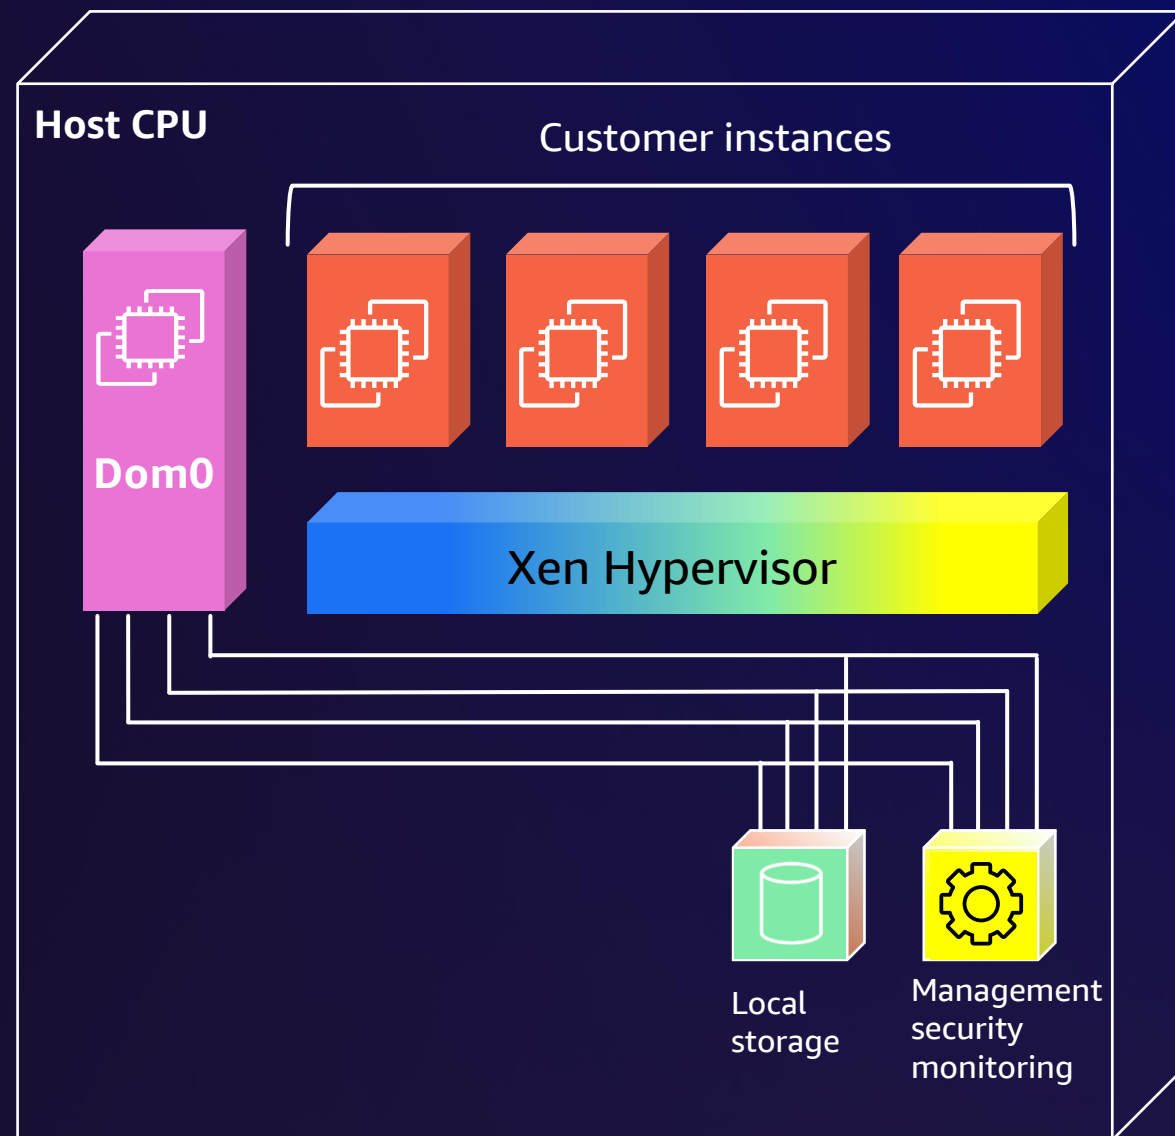 Host CPU
Customer instances
Dom0
Xen Hypervisor
Local
storage
Management
security
monitoring